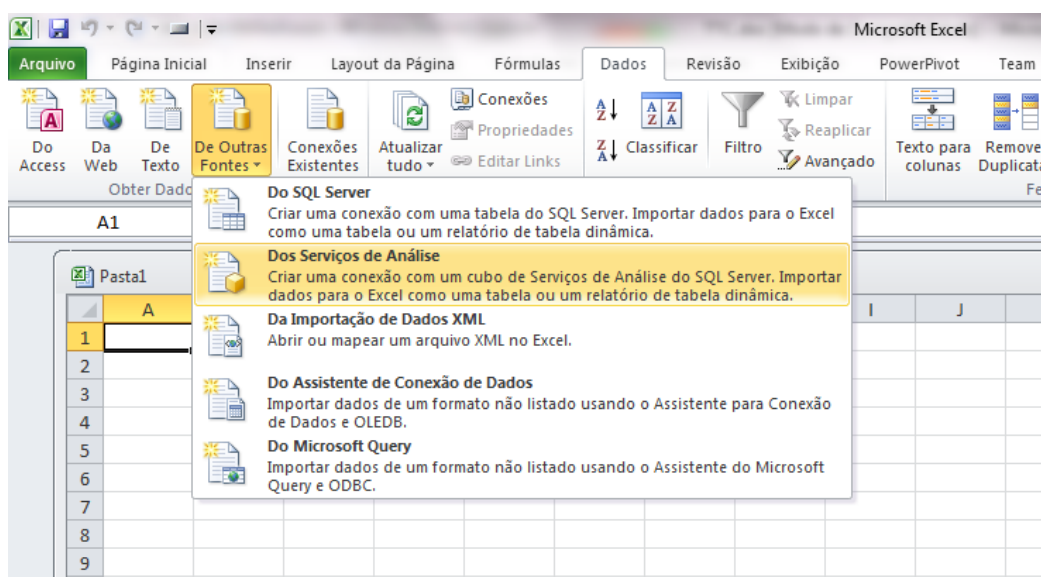 Microsoft Excel
Arquivo Página Inicial Inserir Layout da Página Fórmulas Dados Revisão Exibição PowerPivot Team
Do Access
Da Web
De Texto
De Outras Fontes
Conexões Existentes
Atualizar tudo
Conexões
Propriedades
Editar Links
Classificar
Filtro
Limpar
Reaplicar
Avançado
Texto para colunas
Remove
Duplicat
Obter Dado
Fe
A1
Do SQL Server
Criar uma conexão com uma tabela do SQL Server. Importar dados para o Excel
como uma tabela ou um relatório de tabela dinâmica.
Dos Serviços de Análise
Criar uma conexão com um cubo de Serviços de Análise do SQL Server. Importar
dados para o Excel como uma tabela ou um relatório de tabela dinâmica.
Da Importação de Dados XML
Abrir ou mapear um arquivo XML no Excel.
Do Assistente de Conexão de Dados
Importar dados de um formato não listado usando o Assistente para Conexão
de Dados e OLEDB.
Do Microsoft Query
Importar dados de um formato não listado usando o Assistente do Microsoft
Query e ODBC.
Pasta1
A I J
1
2
3
4
5
6
7
8
9